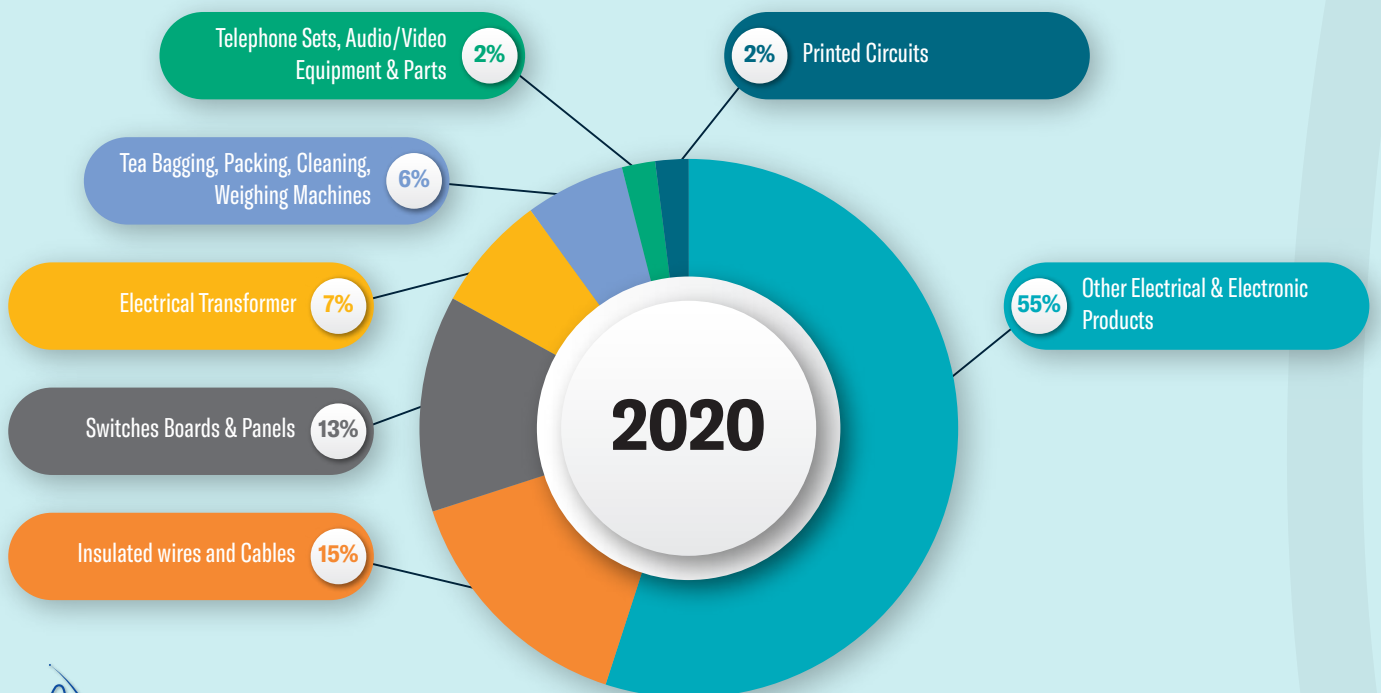 Telephone Sets, Audio/Video
Equipment & Parts
2%
2%
Printed Circuits
Tea Bagging, Packing, Cleaning,
Weighing Machines
6%
Electrical Transformer
7%
55%
Other Electrical & Electronic
Products
Switches Boards & Panels
13%
2020
Insulated wires and Cables
15%